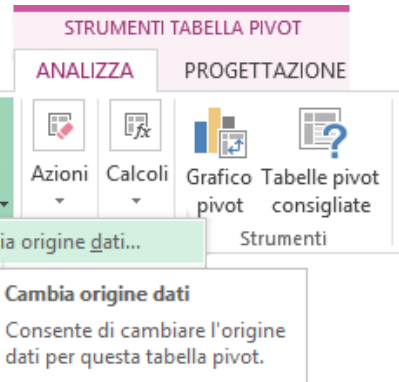 STRUMENTI TABELLA PIVOT
ANALIZZA PROGETTAZIONE
fx
Azioni Calcoli Grafico pivot Tabelle pivot consigliate
Strumenti
ia origine dati...
Cambia origine dati
Consente di cambiare l'origine
dati per questa tabella pivot.